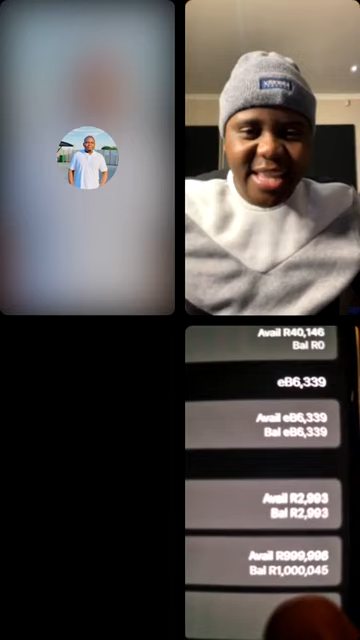 Avail R40,146
Bal R0
eB6,339
Avail eB6,339
Bal eB6,339
Avail R2,993
Bal R2,993
Avail R999,998
Bal R1,000,045